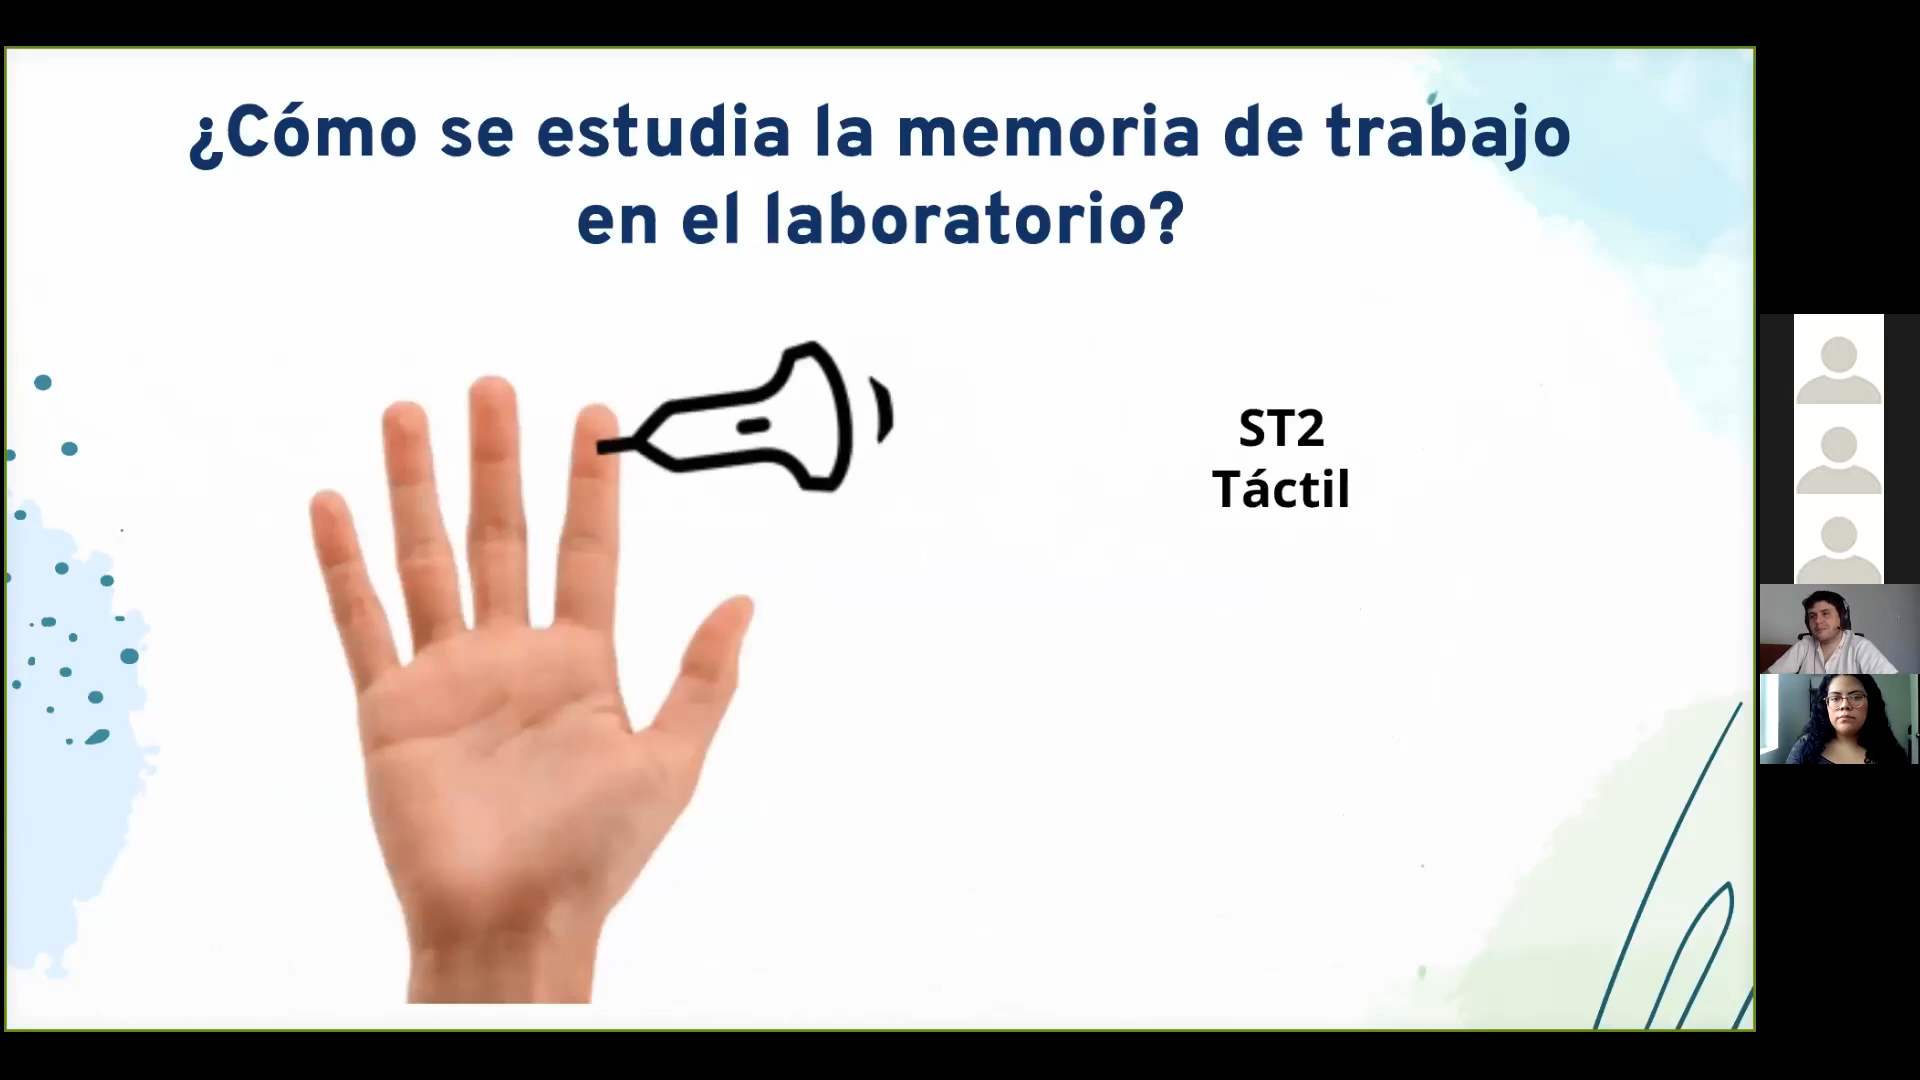 ¿Cómo se estudia la memoria de trabajo
en el laboratorio?
ST2
Táctil